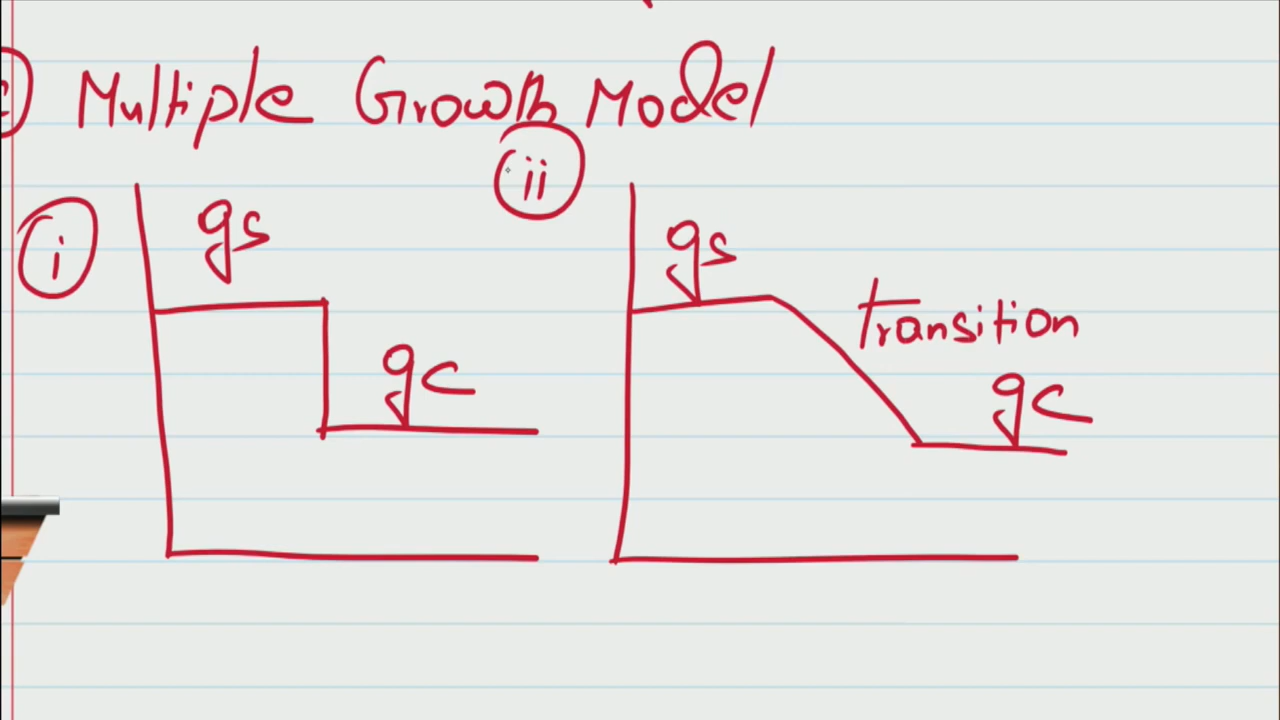 c) Multiple Growth Model
i
gs
gc
ii
gs
transition
gc